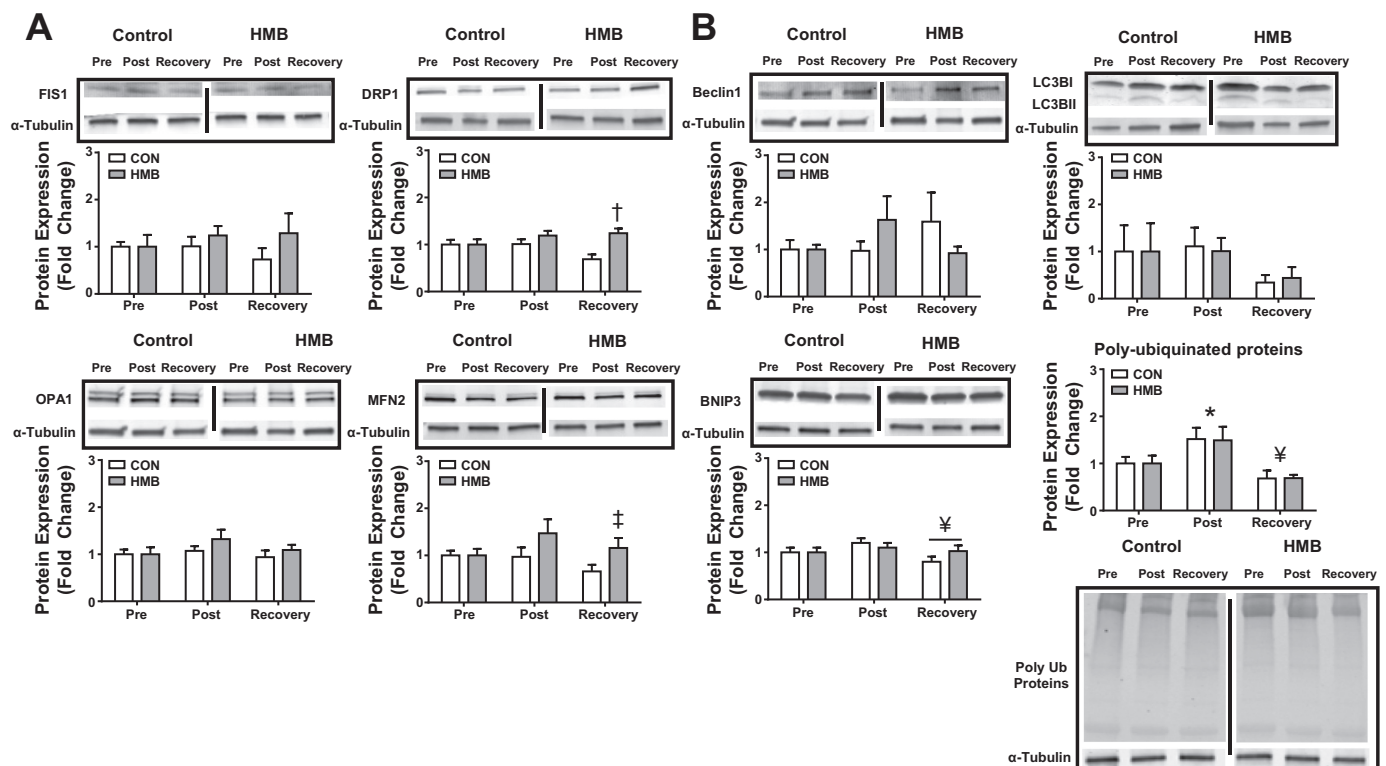 A
Control HMB
Pre Post Recovery Pre Post Recovery
FIS1
α-Tubulin
Protein Expression
(Fold Change)
3
2
1
0
CON
HMB
Pre Post Recovery
Control HMB
Pre Post Recovery Pre Post Recovery
DRP1
α-Tubulin
Protein Expression
(Fold Change)
3
2
1
0
CON
HMB
†
Pre Post Recovery
Control HMB
Pre Post Recovery Pre Post Recovery
OPA1
α-Tubulin
Protein Expression
(Fold Change)
3
2
1
0
CON
HMB
Pre Post Recovery
Control HMB
Pre Post Recovery Pre Post Recovery
MFN2
α-Tubulin
Protein Expression
(Fold Change)
3
2
1
0
CON
HMB
‡
Pre Post Recovery
B
Control HMB
Pre Post Recovery Pre Post Recovery
Beclin1
α-Tubulin
Protein Expression
(Fold Change)
3
2
1
0
CON
HMB
Pre Post Recovery
Control HMB
Pre Post Recovery Pre Post Recovery
LC3BI
LC3BII
α-Tubulin
Protein Expression
(Fold Change)
3
2
1
0
CON
HMB
Pre Post Recovery
Control HMB
Pre Post Recovery Pre Post Recovery
BNIP3
α-Tubulin
Protein Expression
(Fold Change)
3
2
1
0
CON
HMB
¥
Pre Post Recovery
Poly-ubiquinated proteins
Protein Expression
(Fold Change)
3
2
1
0
CON
HMB
*
¥
Pre Post Recovery
Control HMB
Pre Post Recovery Pre Post Recovery
Poly Ub
Proteins
α-Tubulin